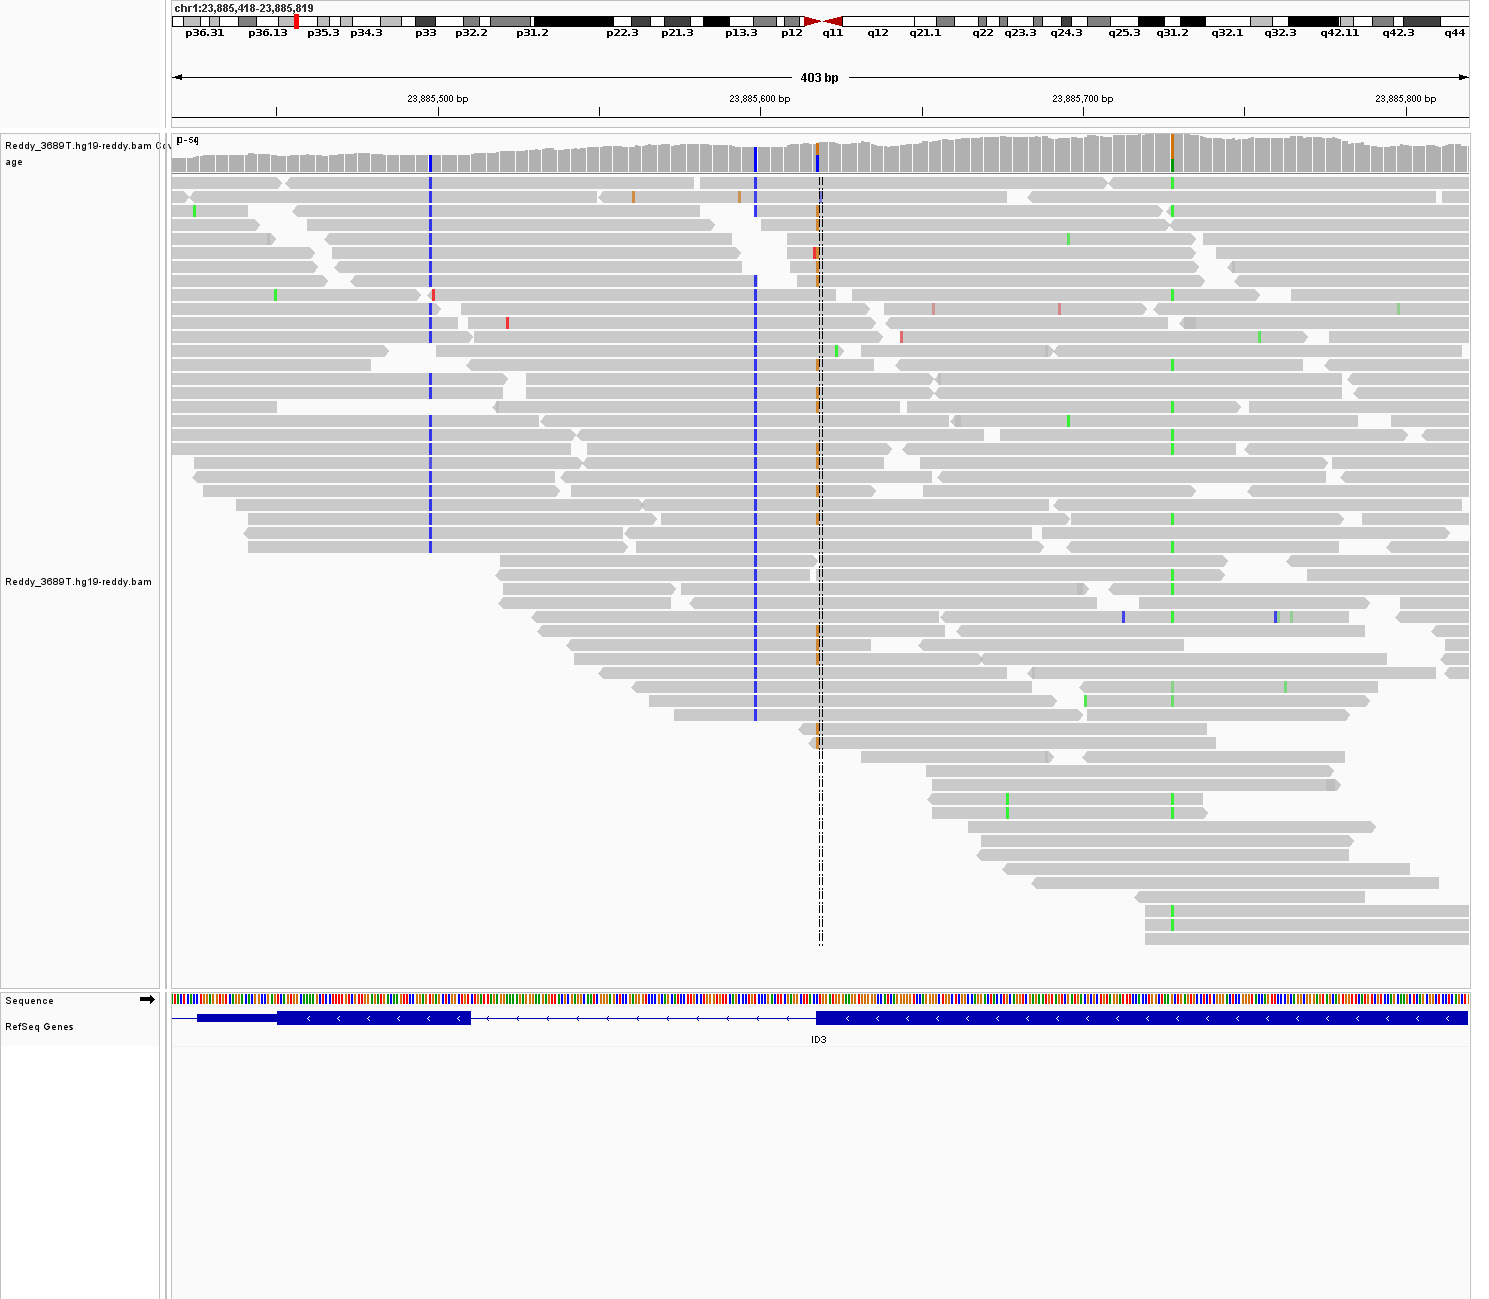 chr1:23,885,418-23,885,819
p36.31 p36.13 p35.3 p34.3 p33 p32.2 p31.2 p22.3 p21.3 p13.3 p12 q11 q12 q21.1 q22 q23.3 q24.3 q25.3 q31.2 q32.1 q32.3 q42.11 q42.3 q44
403 bp
23,885,500 bp 23,885,600 bp 23,885,700 bp 23,885,800 bp
Reddy_3689T.hg19-reddy.bam Cov
age
[0-54]
Reddy_3689T.hg19-reddy.bam
Sequence
RefSeq Genes
ID3